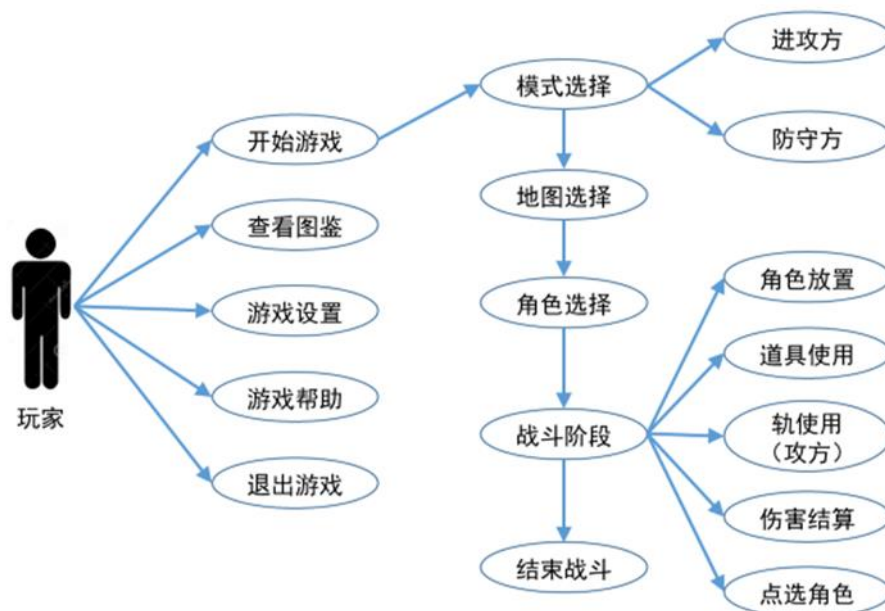 玩家
开始游戏
查看图鉴
游戏设置
游戏帮助
退出游戏
模式选择
地图选择
角色选择
战斗阶段
结束战斗
进攻方
防守方
角色放置
道具使用
轨使用
（攻方）
伤害结算
点选角色